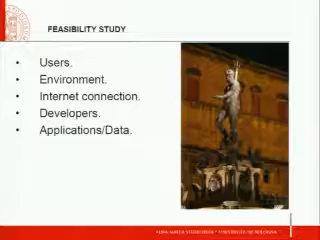 FEASIBILITY STUDY
• Users.
• Environment.
• Internet connection.
• Developers.
• Applications/Data.
ALMA MATER STUDIORUM - UNIVERSITÀ DI BOLOGNA